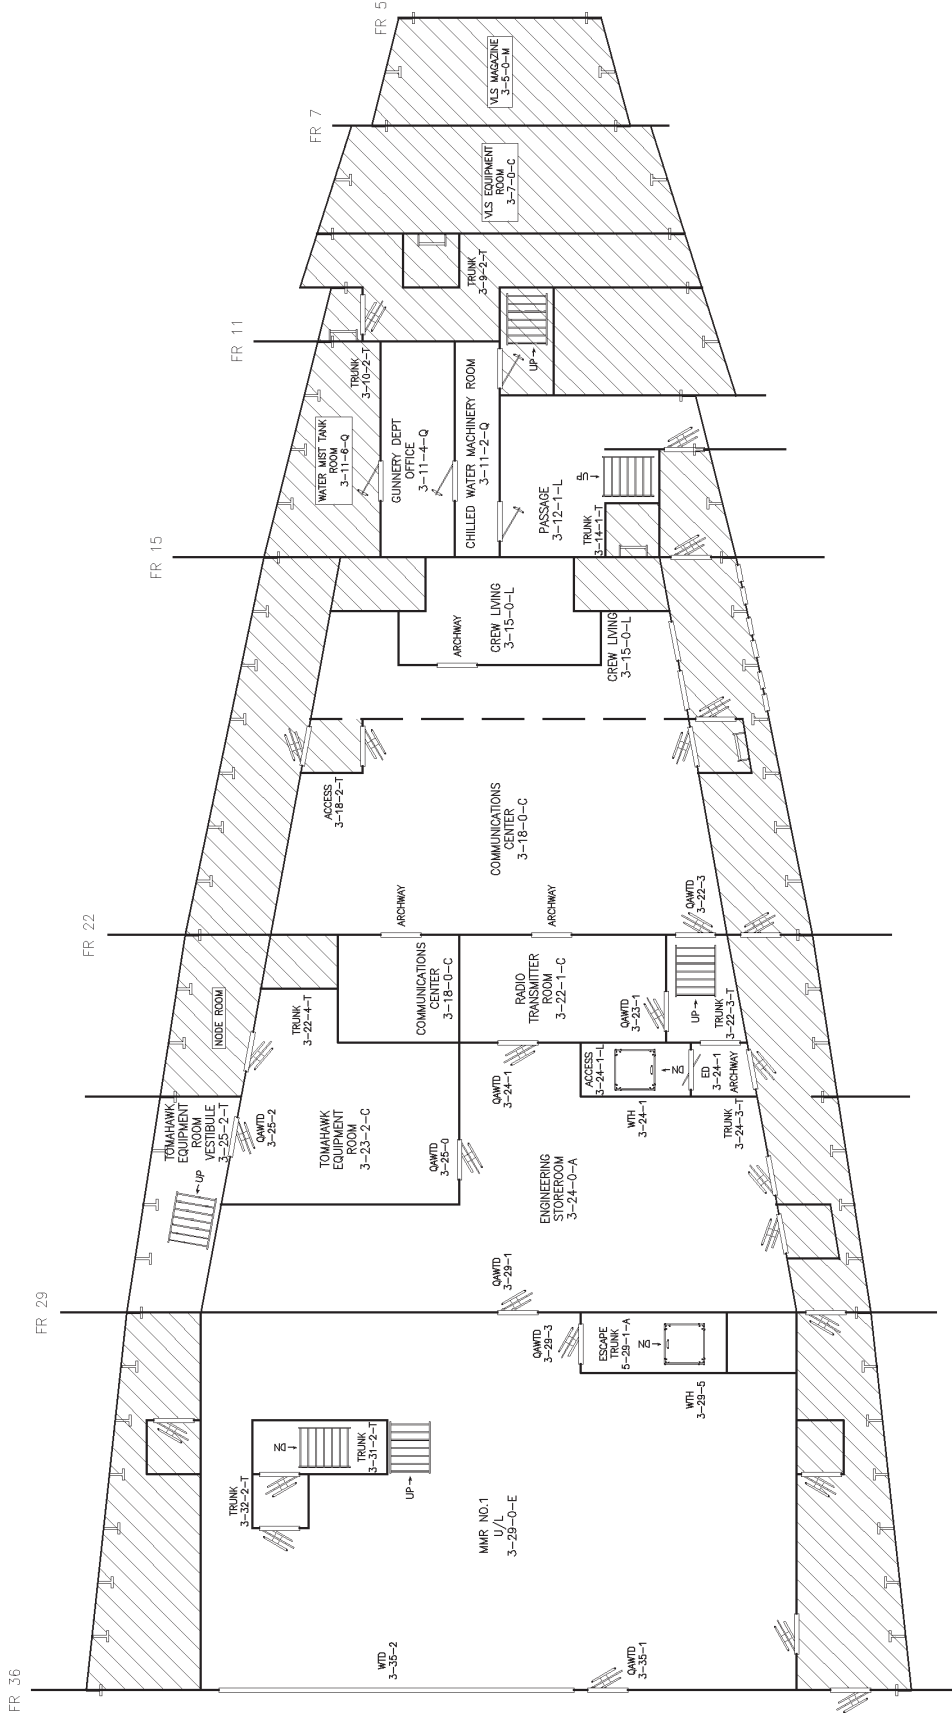 FR 5
VLS MAGAZINE
3-5-0-M
FR 7
VLS EQUIPMENT
ROOM
3-7-0-C
TRUNK
3-9-2-T
FR 11
UP
TRUNK
3-10-2-T
WATER MIST TANK
ROOM
3-11-6-Q
GUNNERY DEPT
OFFICE
3-11-4-Q
CHILLED WATER MACHINERY ROOM
3-11-2-Q
PASSAGE
3-12-1-L
UP
TRUNK
3-14-1-T
FR 15
ARCHWAY
CREW LIVING
3-15-0-L
CREW LIVING
3-15-0-L
ACCESS
3-18-2-T
COMMUNICATIONS
CENTER
3-18-0-C
ARCHWAY
ARCHWAY
QAWTD
3-22-3
FR 22
NODE ROOM
TRUNK
3-22-4-T
COMMUNICATIONS
CENTER
3-18-0-C
RADIO
TRANSMITTER
ROOM
3-22-1-C
QAWTD
3-23-1
UP
TRUNK
3-22-3-T
TOMAHAWK
EQUIPMENT
ROOM
VESTIBULE
3-25-2-T
UP
QAWTD
3-25-2
TOMAHAWK
EQUIPMENT
ROOM
3-23-2-C
QAWTD
3-25-0
QAWTD
3-24-1
ACCESS
3-24-1-L
DN
ED
3-24-1
ARCHWAY
WTH
3-24-1
TRUNK
3-24-3-T
ENGINEERING
STOREROOM
3-24-0-A
QAWTD
3-29-1
FR 29
QAWTD
3-29-3
ESCAPE
TRUNK
5-29-1-A
DN
WTH
3-29-5
DN
TRUNK
3-31-2-T
UP
TRUNK
3-32-2-T
MMR NO.1
U/L
3-29-0-E
WTD
3-35-2
QAWTD
3-35-1
FR 36